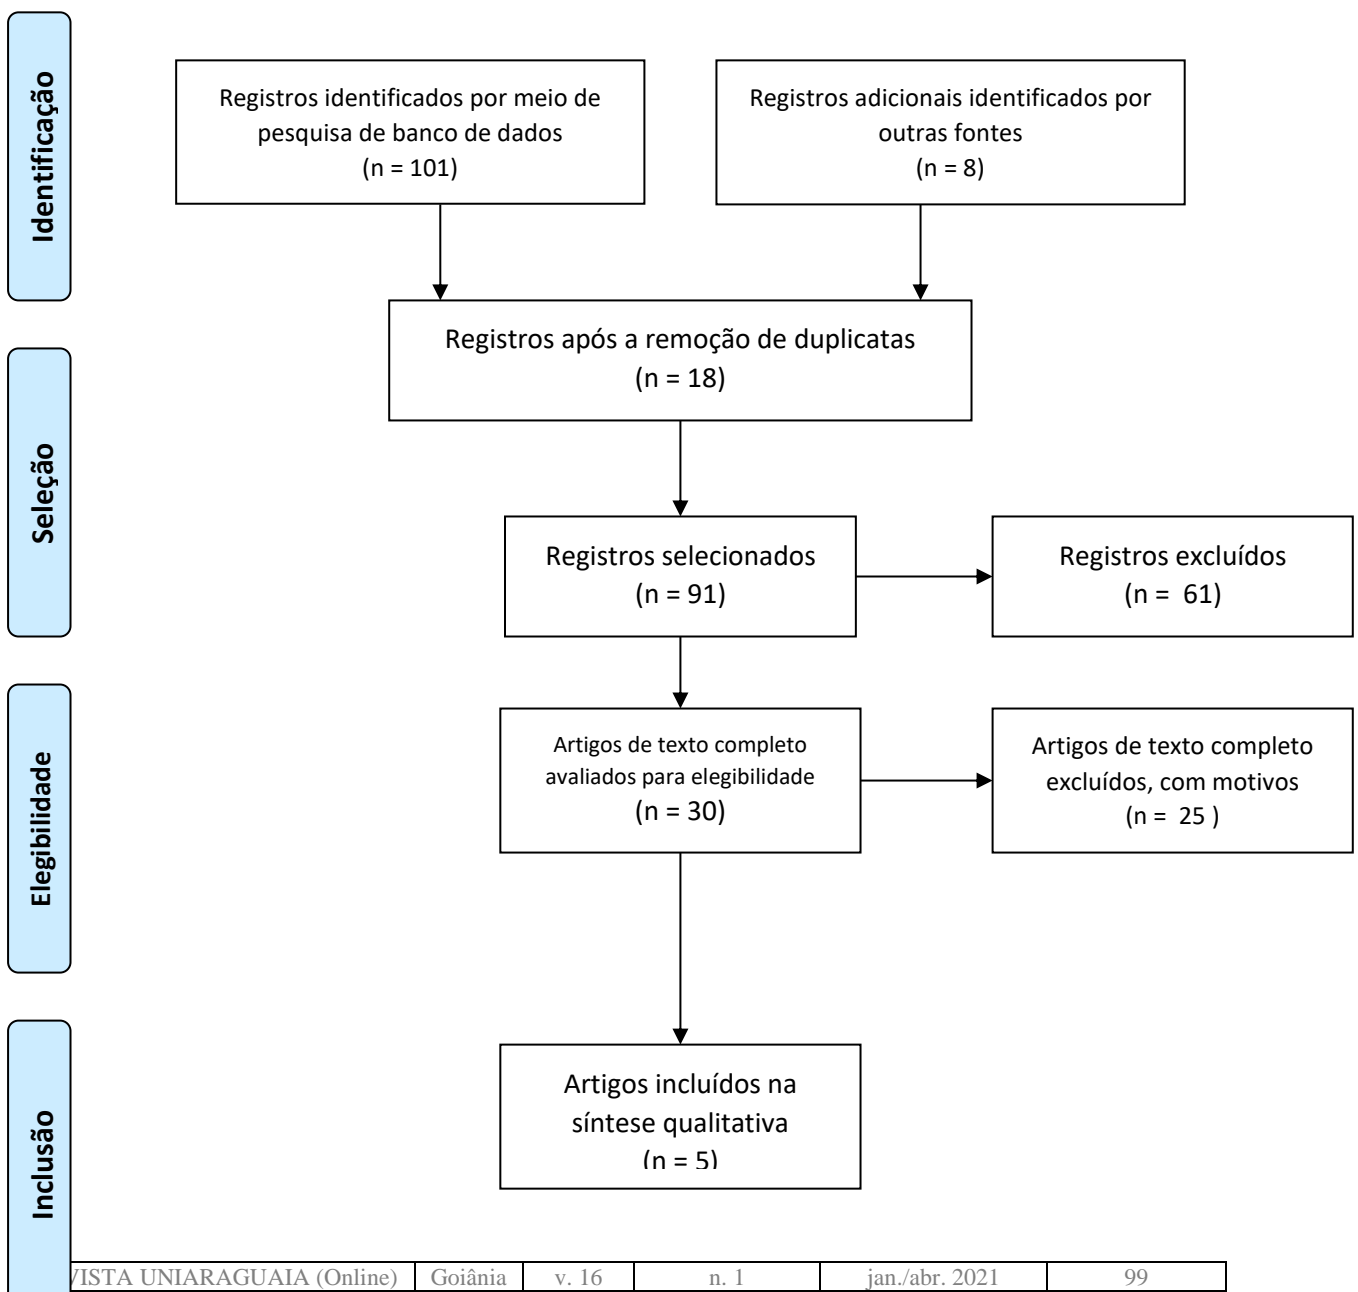 Identificação
Registros identificados por meio de
pesquisa de banco de dados
(n = 101)
Registros adicionais identificados por
outras fontes
(n = 8)
Registros após a remoção de duplicatas
(n = 18)
Seleção
Registros selecionados
(n = 91)
Registros excluídos
(n = 61)
Elegibilidade
Artigos de texto completo
avaliados para elegibilidade
(n = 30)
Artigos de texto completo
excluídos, com motivos
(n = 25 )
Inclusão
Artigos incluídos na
síntese qualitativa
(n = 5)
VISTA UNIARAGUAIA (Online) Goiânia v. 16 n. 1 jan./abr. 2021 99